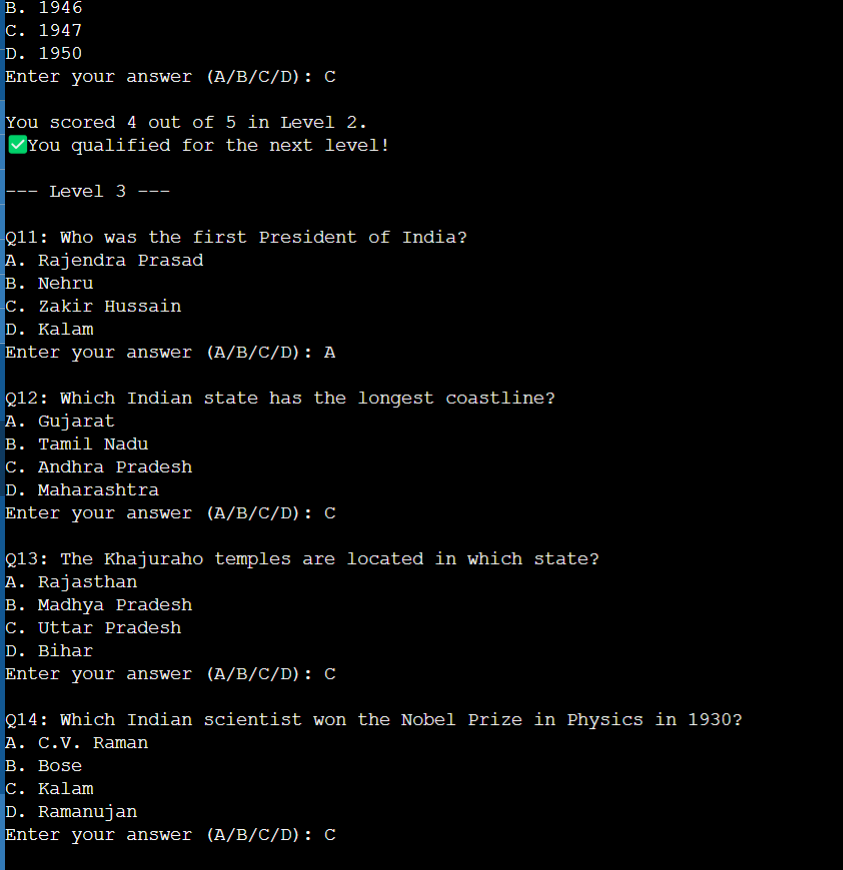 B. 1946
C. 1947
D. 1950
Enter your answer (A/B/C/D): C
You scored 4 out of 5 in Level 2.
✅You qualified for the next level!
--- Level 3 ---
Q11: Who was the first President of India?
A. Rajendra Prasad
B. Nehru
C. Zakir Hussain
D. Kalam
Enter your answer (A/B/C/D): A
Q12: Which Indian state has the longest coastline?
A. Gujarat
B. Tamil Nadu
C. Andhra Pradesh
D. Maharashtra
Enter your answer (A/B/C/D): C
Q13: The Khajuraho temples are located in which state?
A. Rajasthan
B. Madhya Pradesh
C. Uttar Pradesh
D. Bihar
Enter your answer (A/B/C/D): C
Q14: Which Indian scientist won the Nobel Prize in Physics in 1930?
A. C.V. Raman
B. Bose
C. Kalam
D. Ramanujan
Enter your answer (A/B/C/D): C